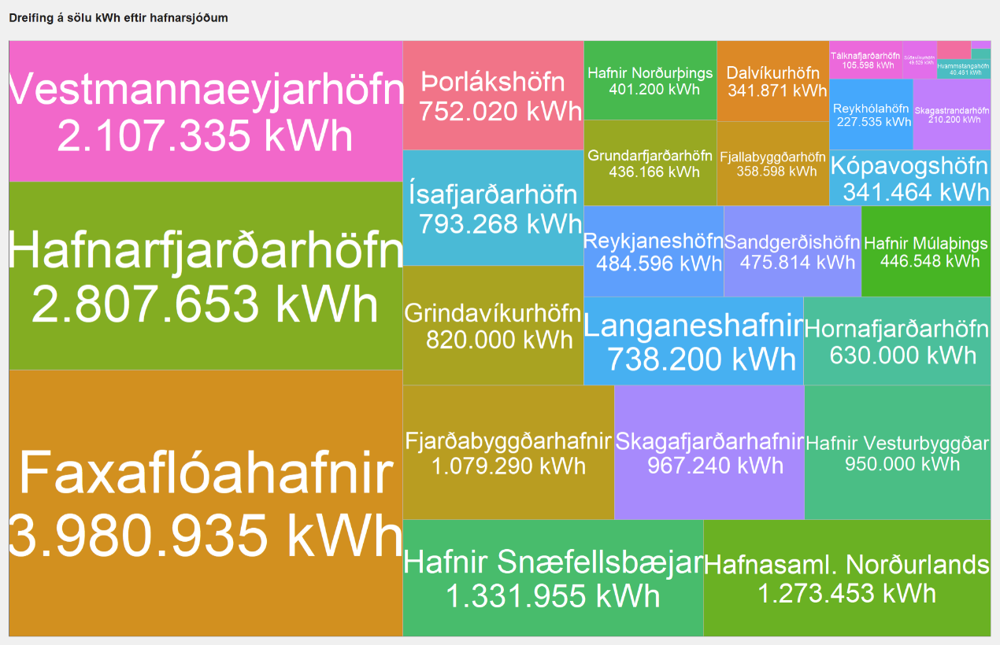 Dreifing á sölu kWh eftir hafnarsjóðum
Vestmannaeyjarhöfn
2.107.335 kWh
Hafnarfjarðarhöfn
2.807.653 kWh
Faxaflóahafnir
3.980.935 kWh
Þorlákshöfn
752.020 kWh
Ísafjarðarhöfn
793.268 kWh
Grindavíkurhöfn
820.000 kWh
Fjarðabyggðarhafnir
1.079.290 kWh
Hafnir Snæfellsbæjar
1.331.955 kWh
Hafnir Norðurþings
401.200 kWh
Grundarfjarðarhöfn
436.166 kWh
Dalvíkurhöfn
341.871 kWh
Fjallabyggðarhöfn
358.598 kWh
Tálknafjarðarhöfn
105.598 kWh
Súðavíkurhöfn
49.529 kWh
Hvammstangahöfn
40.451 kWh
Reykhólahöfn
227.535 kWh
Skagastrandarhöfn
210.200 kWh
Kópavogshöfn
341.464 kWh
Reykjaneshöfn
484.596 kWh
Sandgerðishöfn
475.814 kWh
Hafnir Múlaþings
446.548 kWh
Langaneshafnir
738.200 kWh
Hornafjarðarhöfn
630.000 kWh
Skagafjarðarhafnir
967.240 kWh
Hafnir Vesturbyggðar
950.000 kWh
Hafnasaml. Norðurlands
1.273.453 kWh